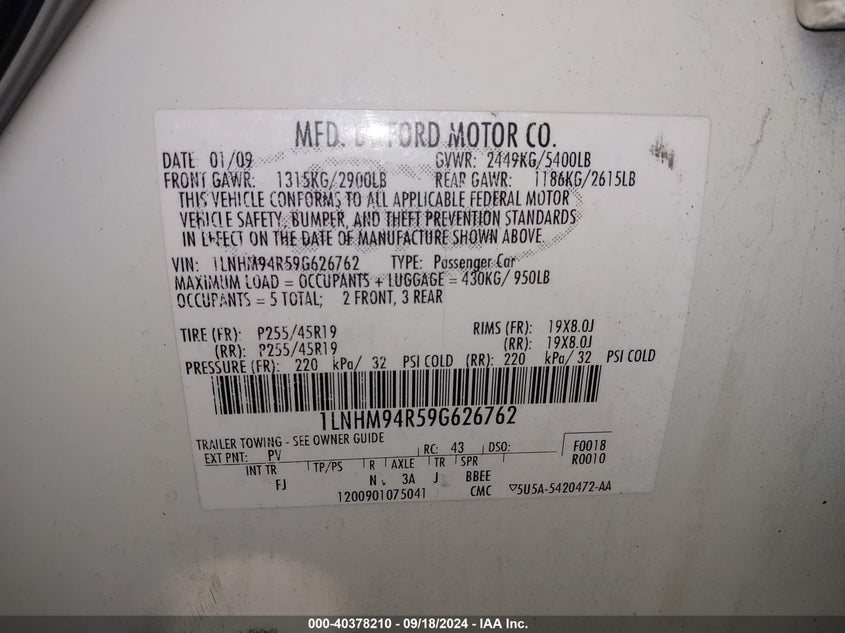 MFD. BY FORD MOTOR CO.
DATE: 01/09 GVWR: 2449KG/5400LB
FRONT GAWR: 1315KG/2900LB REAR GAWR: 1186KG/2615LB
THIS VEHICLE CONFORMS TO ALL APPLICABLE FEDERAL MOTOR
VEHICLE SAFETY, BUMPER, AND THEFT PREVENTION STANDARDS
IN EFFECT ON THE DATE OF MANUFACTURE SHOWN ABOVE.
VIN: 1LNHM94R59G626762 TYPE: Passenger Car
MAXIMUM LOAD = OCCUPANTS + LUGGAGE = 430KG/ 950LB
OCCUPANTS = 5 TOTAL; 2 FRONT, 3 REAR
TIRE (FR): P255/45R19 RIMS (FR): 19X8.0J
(RR): P255/45R19 (RR): 19X8.0J
PRESSURE (FR): 220 kPa/ 32 PSI COLD (RR): 220 kPa/ 32 PSI COLD
1LNHM94R59G626762
TRAILER TOWING - SEE OWNER GUIDE
EXT PNT: PV RC: 43 DSO: F0018
INT TR TP/PS R AXLE TR SPR R0010
FJ N 3A J BBEE
1200901075041 CMC ▽5U5A-5420472-AA
000-40378210 - 09/18/2024 - IAA Inc.